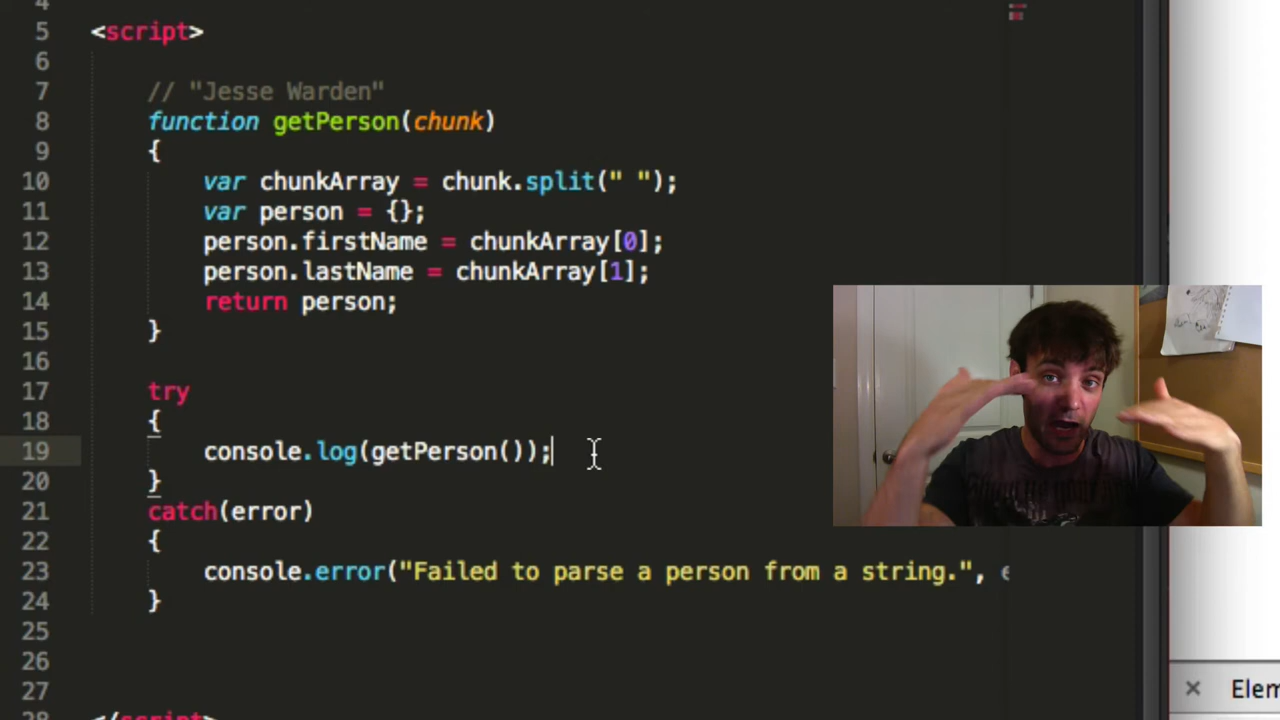 4
5 <script>
6
7 // "Jesse Warden"
8 function getPerson(chunk)
9 {
10 var chunkArray = chunk.split(" ");
11 var person = {};
12 person.firstName = chunkArray[0];
13 person.lastName = chunkArray[1];
14 return person;
15 }
16
17 try
18 {
19 console.log(getPerson());
20 }
21 catch(error)
22 {
23 console.error("Failed to parse a person from a string.", e
24 }
25
26
27
28 </script>
× Elem